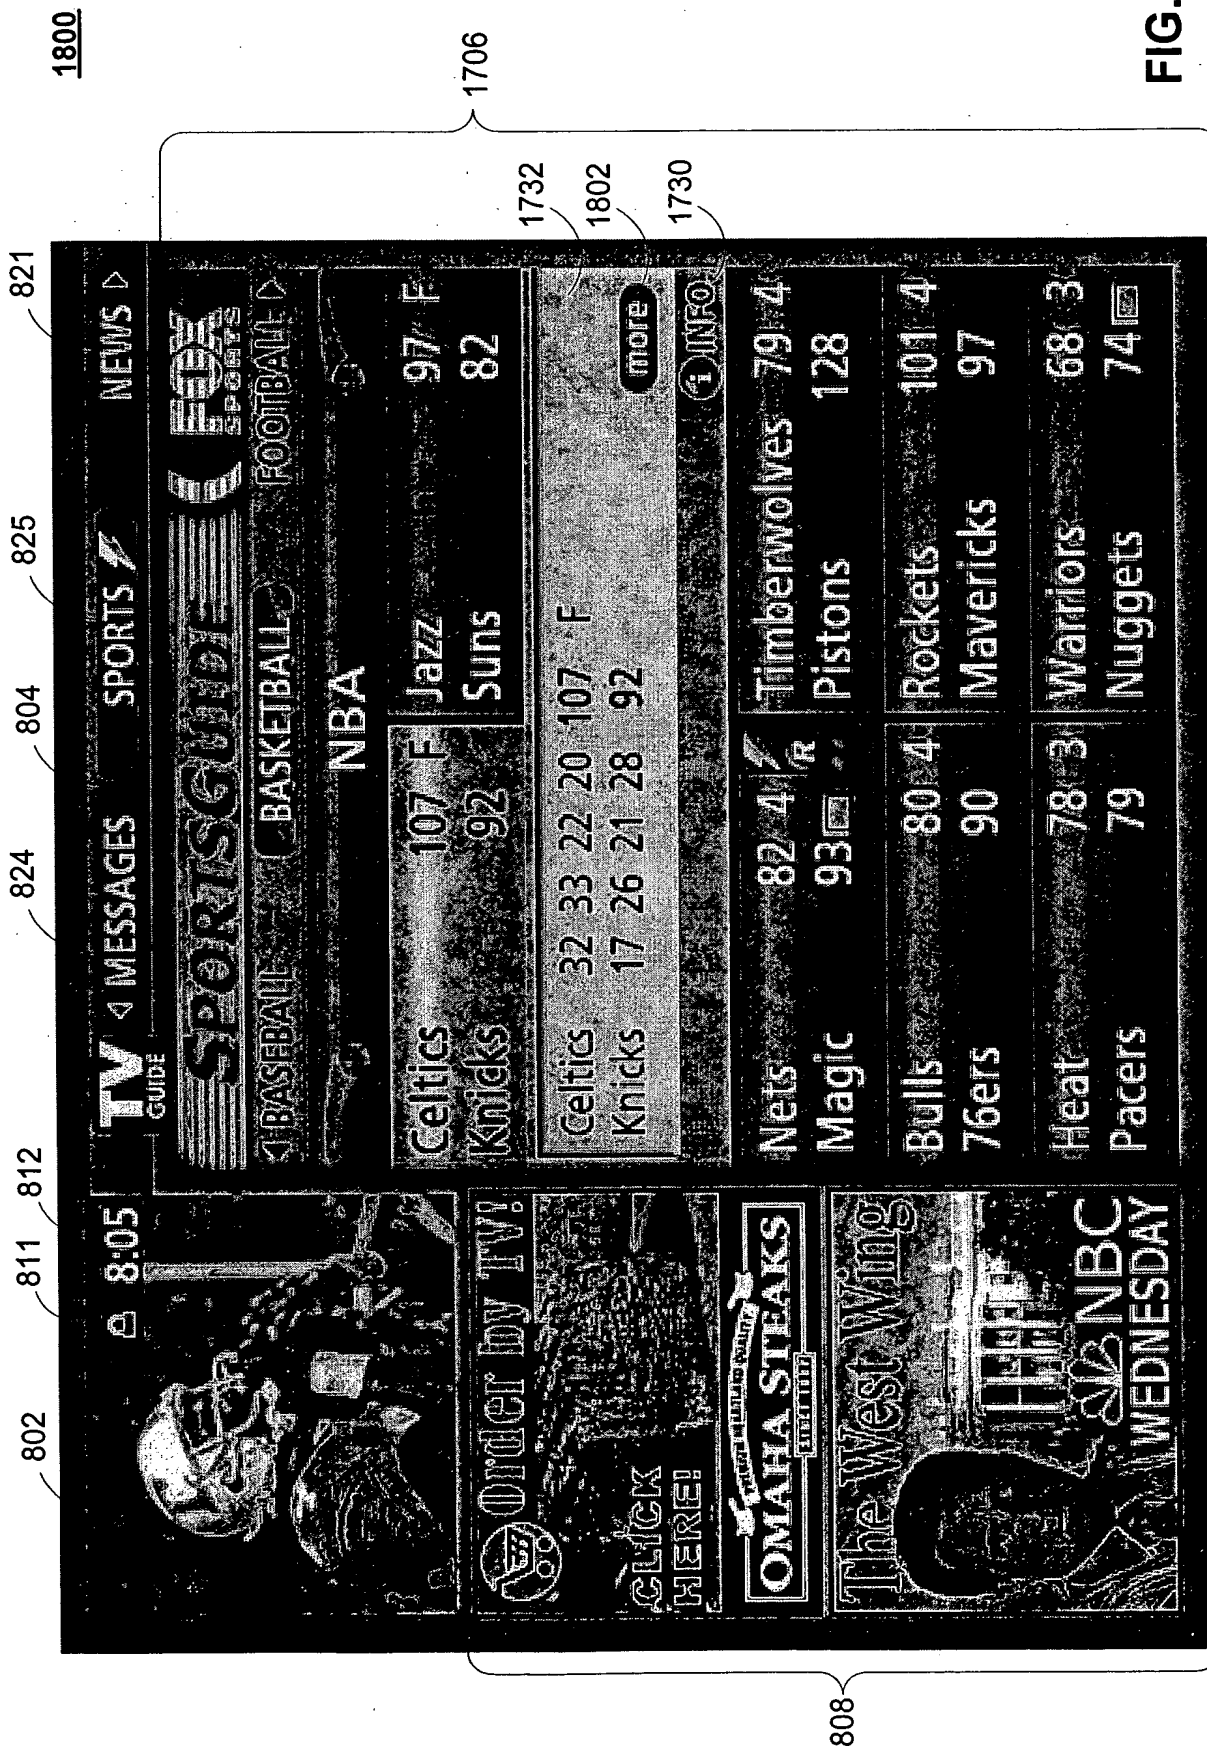 1800
802
811
812
824
804
825
821
8:05
TV
GUIDE
MESSAGES
SPORTS
NEWS
SPORTSGUIDE
FOX
SPORTS
BASEBALL
BASKETBALL
FOOTBALL
NBA
Celtics 107 F
Knicks 92
Jazz 97 F
Suns 82
Celtics 32 33 22 20 107 F
Knicks 17 26 21 28 92
more
i INFO
Nets 82 4
Magic 93
R
Timberwolves 79 4
Pistons 128
Bulls 80 4
76ers 90
Rockets 101 4
Mavericks 97
Heat 78 3
Pacers 79
Warriors 68 3
Nuggets 74
Order by TV!
CLICK
HERE!
OMAHA STEAKS
The West Wing
NBC
WEDNESDAY
1706
1732
1802
1730
808
FIG.